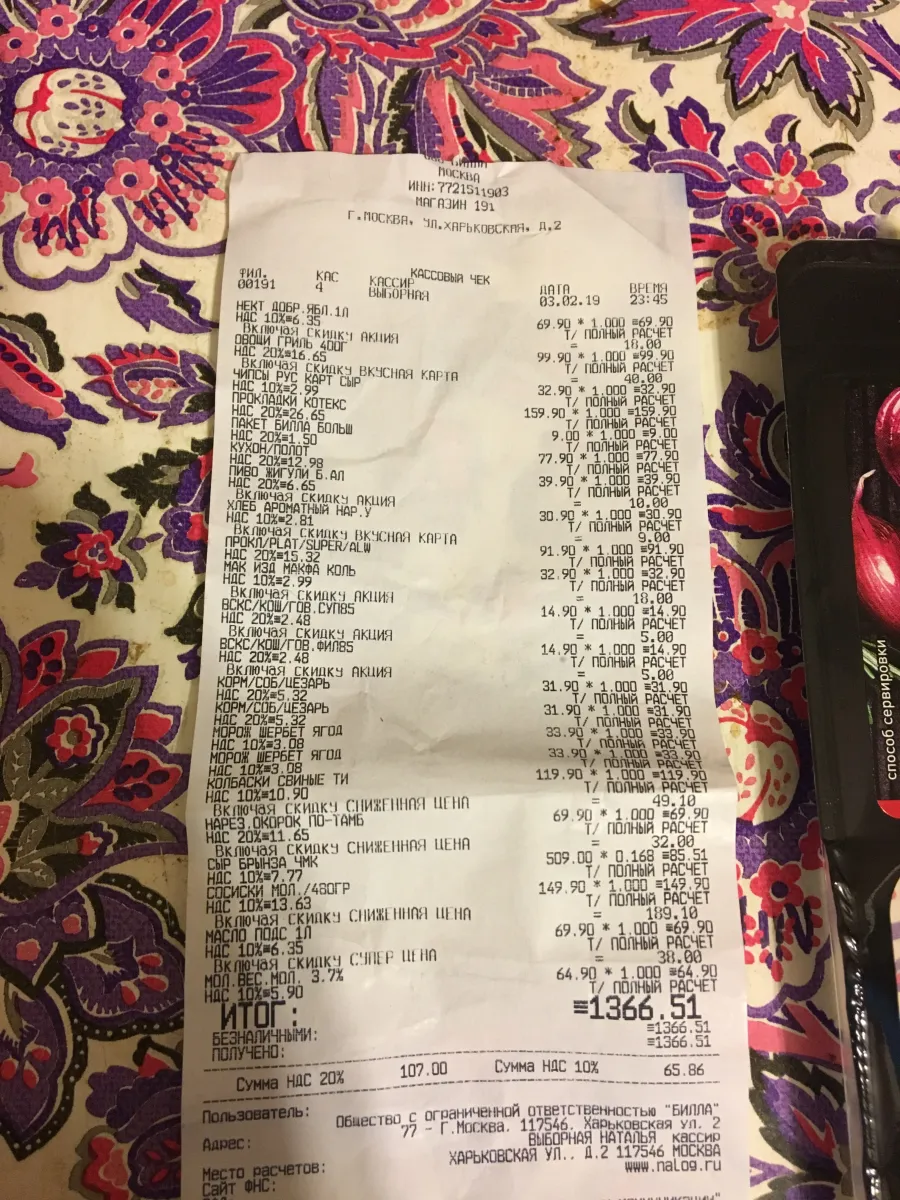 МОСКВА
ИНН:7721511903
МАГАЗИН 191
Г.МОСКВА, УЛ.ХАРЬКОВСКАЯ, Д,2
КАССОВЫЙ ЧЕК
ФИЛ. КАС КАССИР ДАТА ВРЕМЯ
00191 4 ВЫБОРНАЯ 03.02.19 23:45
НЕКТ ДОБР.ЯБЛ.1Л 69.90 * 1.000 ≡69.90
НДС 10%≡6.35 Т/ ПОЛНЫЙ РАСЧЕТ
Включая СКИДКУ АКЦИЯ = 18.00
ОВОЩИ ГРИЛЬ 400Г 99.90 * 1.000 ≡99.90
НДС 20%≡16.65 Т/ ПОЛНЫЙ РАСЧЕТ
Включая СКИДКУ ВКУСНАЯ КАРТА = 40.00
ЧИПСЫ РУС КАРТ СЫР 32.90 * 1.000 ≡32.90
НДС 10%≡2.99 Т/ ПОЛНЫЙ РАСЧЕТ
ПРОКЛАДКИ КОТЕКС 159.90 * 1.000 ≡159.90
НДС 20%≡26.65 Т/ ПОЛНЫЙ РАСЧЕТ
ПАКЕТ БИЛЛА БОЛЬШ 9.00 * 1.000 ≡9.00
НДС 20%≡1.50 Т/ ПОЛНЫЙ РАСЧЕТ
КУХОН/ПОЛОТ 77.90 * 1.000 ≡77.90
НДС 20%≡12.98 Т/ ПОЛНЫЙ РАСЧЕТ
ПИВО ЖИГУЛИ Б.АЛ 39.90 * 1.000 ≡39.90
НДС 20%≡6.65 Т/ ПОЛНЫЙ РАСЧЕТ
Включая СКИДКУ АКЦИЯ = 10.00
ХЛЕБ АРОМАТНЫЙ НАР.У 30.90 * 1.000 ≡30.90
НДС 10%≡2.81 Т/ ПОЛНЫЙ РАСЧЕТ
Включая СКИДКУ ВКУСНАЯ КАРТА = 9.00
ПРОКЛ/PLAT/SUPER/ALW 91.90 * 1.000 ≡91.90
НДС 20%≡15.32 Т/ ПОЛНЫЙ РАСЧЕТ
МАК ИЗД МАКФА КОЛЬ 32.90 * 1.000 ≡32.90
НДС 10%≡2.99 Т/ ПОЛНЫЙ РАСЧЕТ
Включая СКИДКУ АКЦИЯ = 18.00
ВСКС/КОШ/ГОВ.СУП85 14.90 * 1.000 ≡14.90
НДС 20%≡2.48 Т/ ПОЛНЫЙ РАСЧЕТ
Включая СКИДКУ АКЦИЯ = 5.00
ВСКС/КОШ/ГОВ.ФИЛ85 14.90 * 1.000 ≡14.90
НДС 20%≡2.48 Т/ ПОЛНЫЙ РАСЧЕТ
Включая СКИДКУ АКЦИЯ = 5.00
КОРМ/СОБ/ЦЕЗАРЬ 31.90 * 1.000 ≡31.90
НДС 20%≡5.32 Т/ ПОЛНЫЙ РАСЧЕТ
КОРМ/СОБ/ЦЕЗАРЬ 31.90 * 1.000 ≡31.90
НДС 20%≡5.32 Т/ ПОЛНЫЙ РАСЧЕТ
МОРОЖ ШЕРБЕТ ЯГОД 33.90 * 1.000 ≡33.90
НДС 10%≡3.08 Т/ ПОЛНЫЙ РАСЧЕТ
МОРОЖ ШЕРБЕТ ЯГОД 33.90 * 1.000 ≡33.90
НДС 10%≡3.08 Т/ ПОЛНЫЙ РАСЧЕТ
КОЛБАСКИ СВИНЫЕ ТИ 119.90 * 1.000 ≡119.90
НДС 10%≡10.90 Т/ ПОЛНЫЙ РАСЧЕТ
Включая СКИДКУ СНИЖЕННАЯ ЦЕНА = 49.10
НАРЕЗ.ОКОРОК ПО-ТАМБ 69.90 * 1.000 ≡69.90
НДС 20%≡11.65 Т/ ПОЛНЫЙ РАСЧЕТ
Включая СКИДКУ СНИЖЕННАЯ ЦЕНА = 32.00
СЫР БРЫНЗА ЧМК 509.00 * 0.168 ≡85.51
НДС 10%≡7.77 Т/ ПОЛНЫЙ РАСЧЕТ
СОСИСКИ МОЛ./480ГР 149.90 * 1.000 ≡149.90
НДС 10%≡13.63 Т/ ПОЛНЫЙ РАСЧЕТ
Включая СКИДКУ СНИЖЕННАЯ ЦЕНА = 189.10
МАСЛО ПОДС 1Л 69.90 * 1.000 ≡69.90
НДС 10%≡6.35 Т/ ПОЛНЫЙ РАСЧЕТ
Включая СКИДКУ СУПЕР ЦЕНА = 38.00
МОЛ.ВЕС.МОЛ. 3.7% 64.90 * 1.000 ≡64.90
НДС 10%≡5.90 Т/ ПОЛНЫЙ РАСЧЕТ
ИТОГ: ≡1366.51
БЕЗНАЛИЧНЫМИ: ≡1366.51
ПОЛУЧЕНО: ≡1366.51
Сумма НДС 20% 107.00 Сумма НДС 10% 65.86
Пользователь: Общество с ограниченной ответственностью "БИЛЛА"
Адрес: 77 - Г.Москва. 117546. Харьковская ул. 2
ВЫБОРНАЯ НАТАЛЬЯ кассир
Место расчетов: ХАРЬКОВСКАЯ УЛ.. Д.2 117546 МОСКВА
Сайт ФНС: www.nalog.ru
способ сервировки